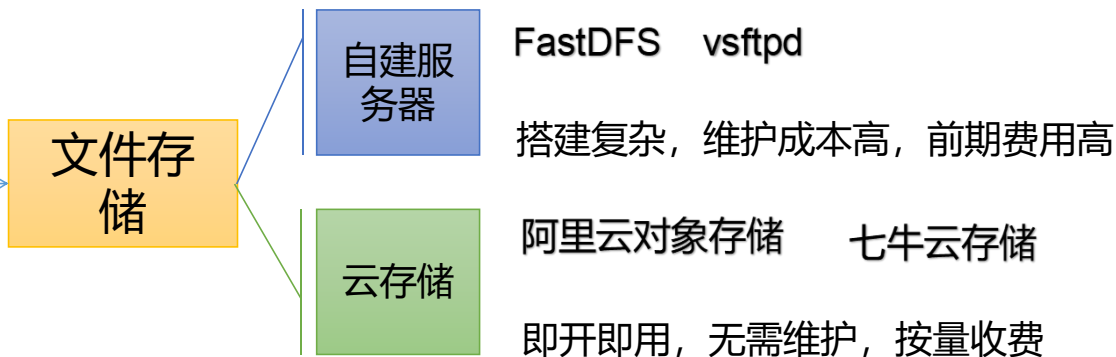 文件存
储
自建服
务器
FastDFS vsftpd
搭建复杂，维护成本高，前期费用高
云存储
阿里云对象存储 七牛云存储
即开即用，无需维护，按量收费